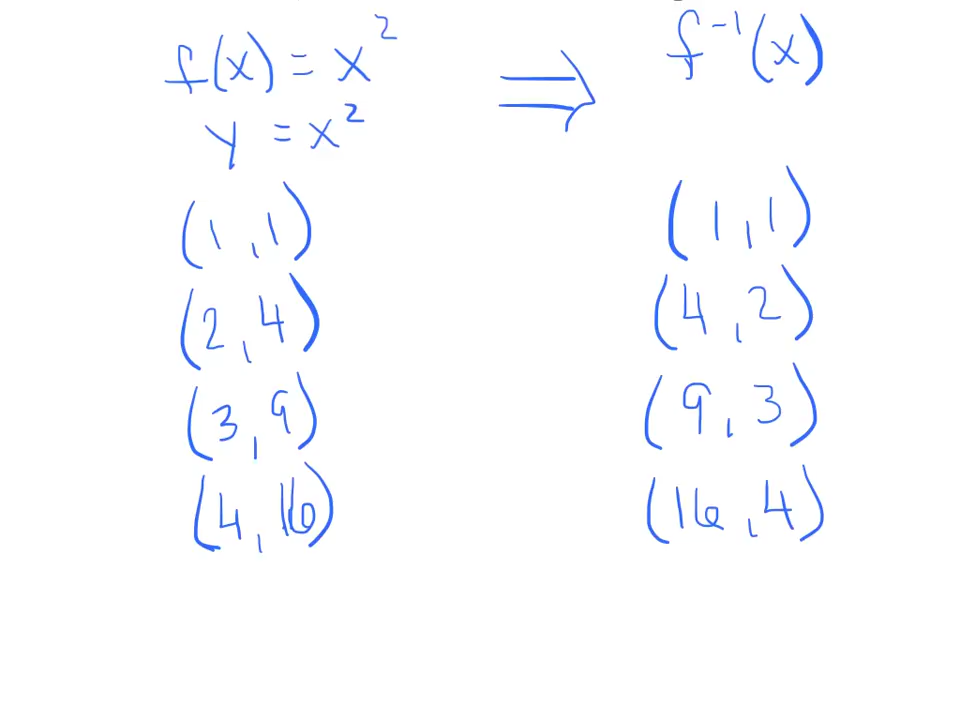 f(x) = x² ⟹ f⁻¹(x)
y = x²
(1,1) (1,1)
(2,4) (4,2)
(3,9) (9,3)
(4,16) (16,4)